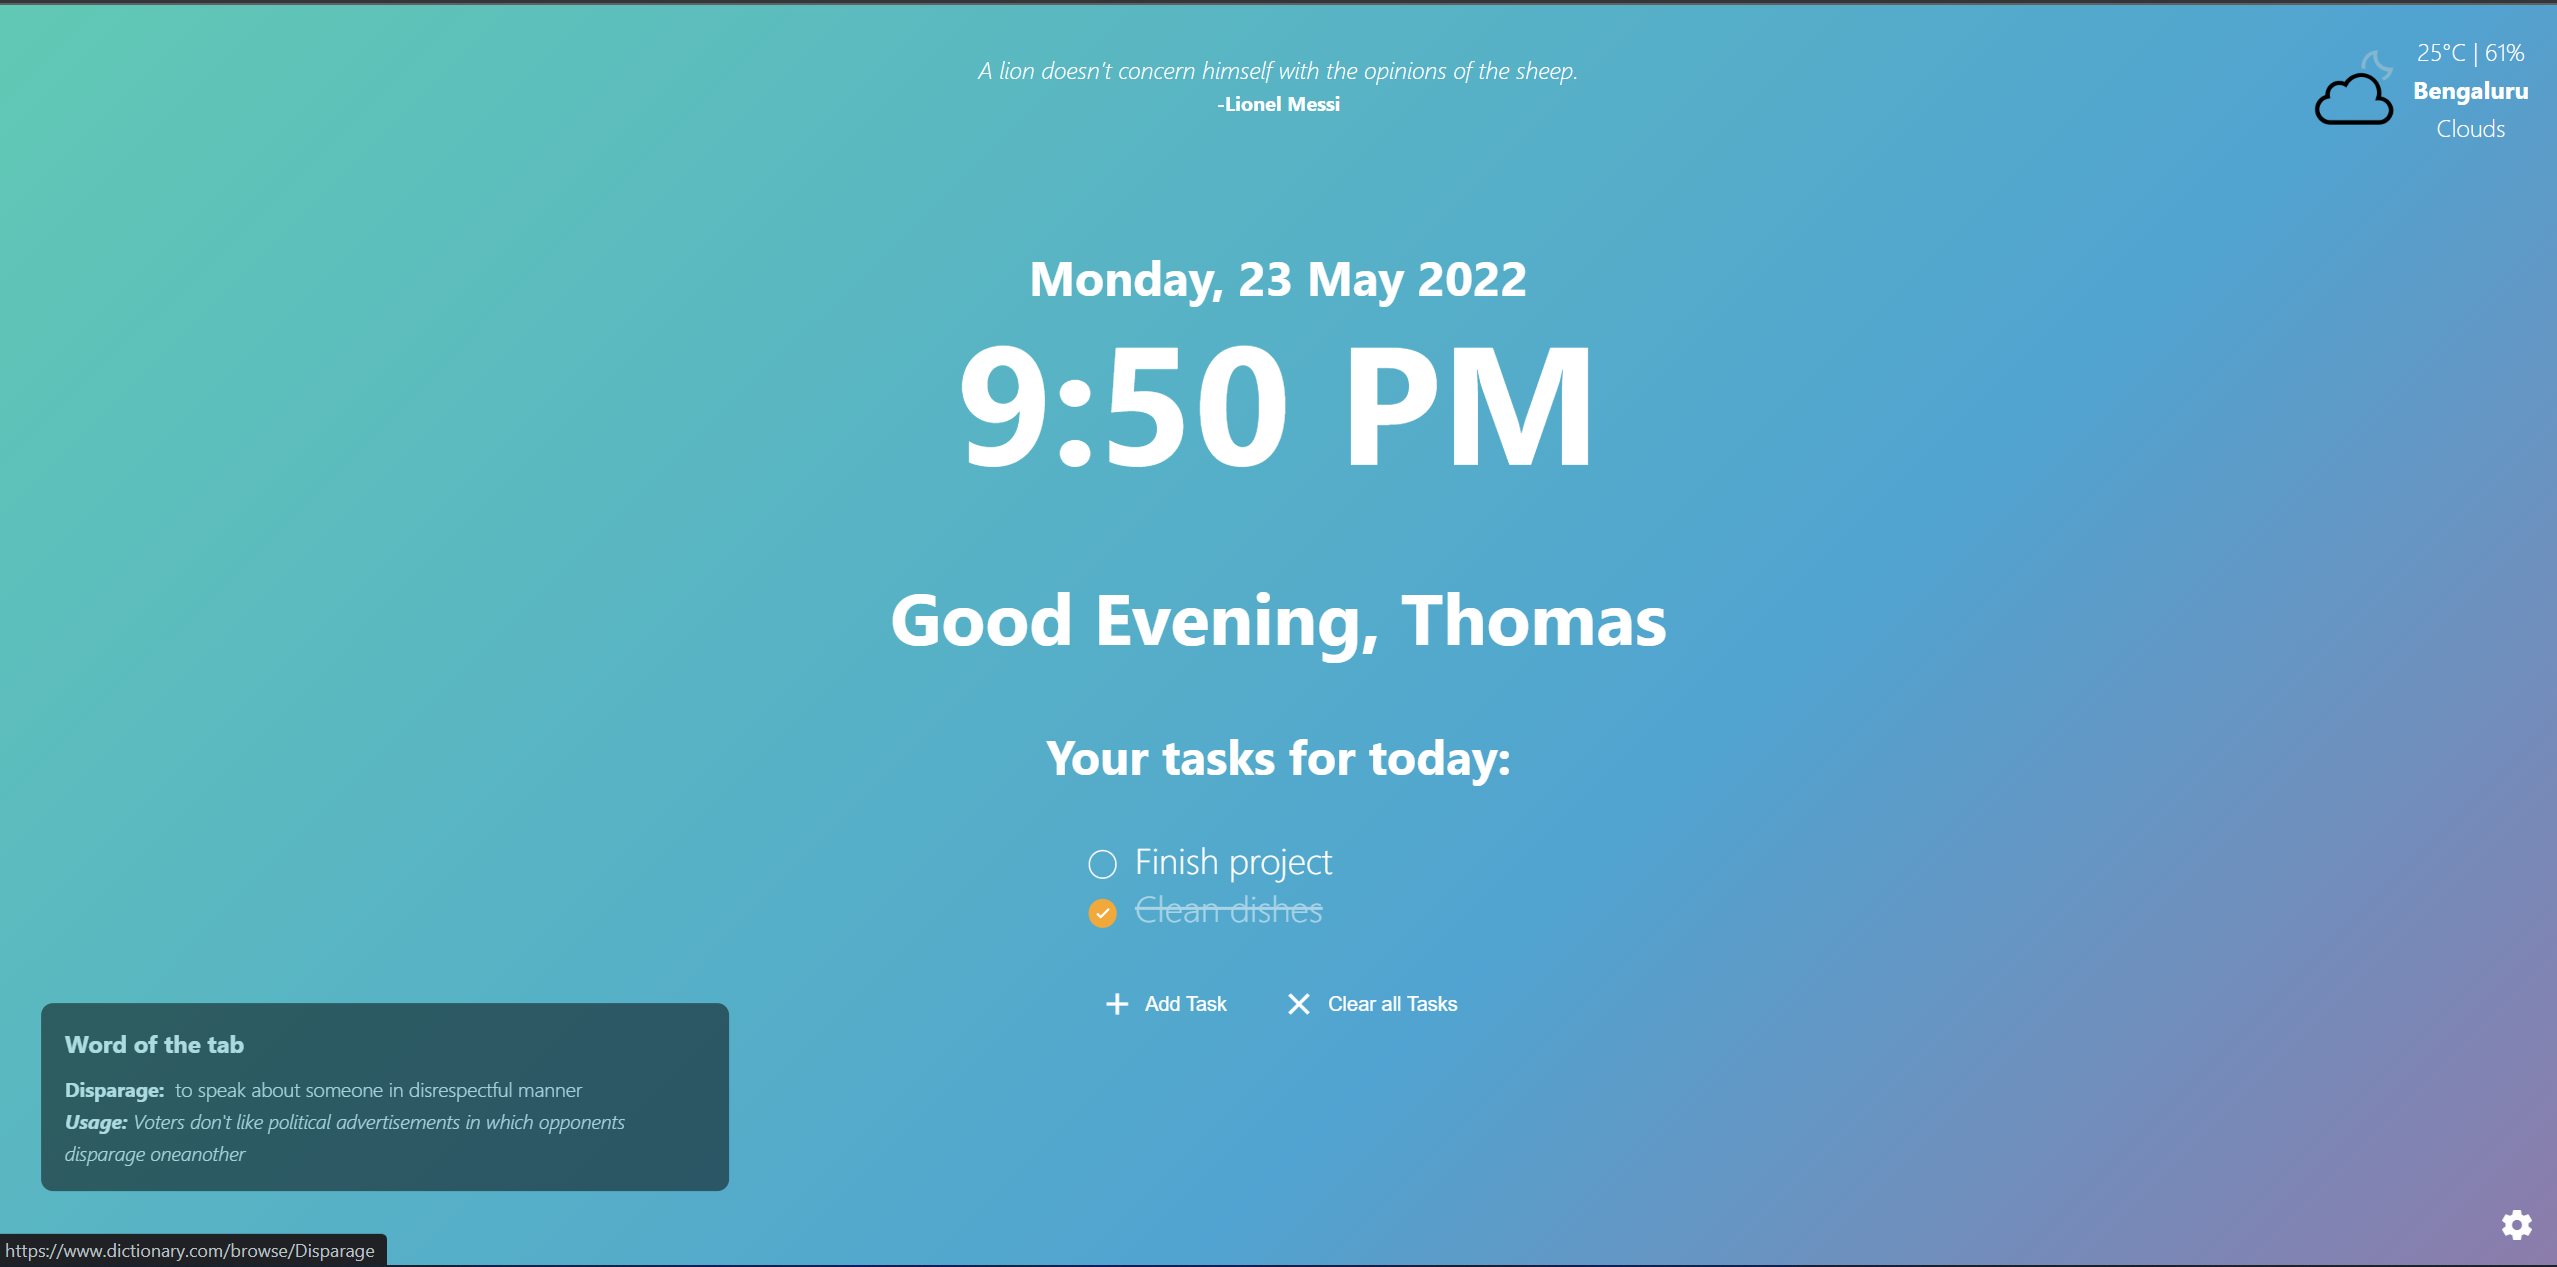 A lion doesn't concern himself with the opinions of the sheep.
-Lionel Messi
25°C | 61%
Bengaluru
Clouds
Monday, 23 May 2022
9:50 PM
Good Evening, Thomas
Your tasks for today:
Finish project
Clean dishes
Add Task
Clear all Tasks
Word of the tab
Disparage: to speak about someone in disrespectful manner
Usage: Voters don't like political advertisements in which opponents
disparage oneanother
https://www.dictionary.com/browse/Disparage